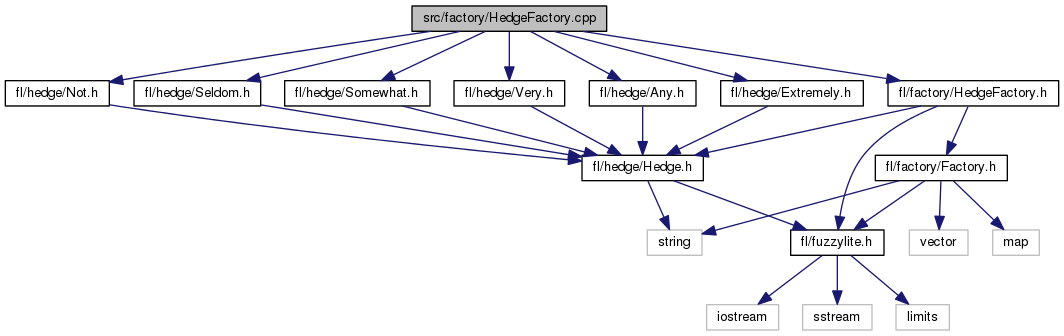 src/factory/HedgeFactory.cpp
fl/hedge/Not.h
fl/hedge/Seldom.h
fl/hedge/Somewhat.h
fl/hedge/Very.h
fl/hedge/Any.h
fl/hedge/Extremely.h
fl/factory/HedgeFactory.h
fl/hedge/Hedge.h
fl/factory/Factory.h
string
fl/fuzzylite.h
vector
map
iostream
sstream
limits